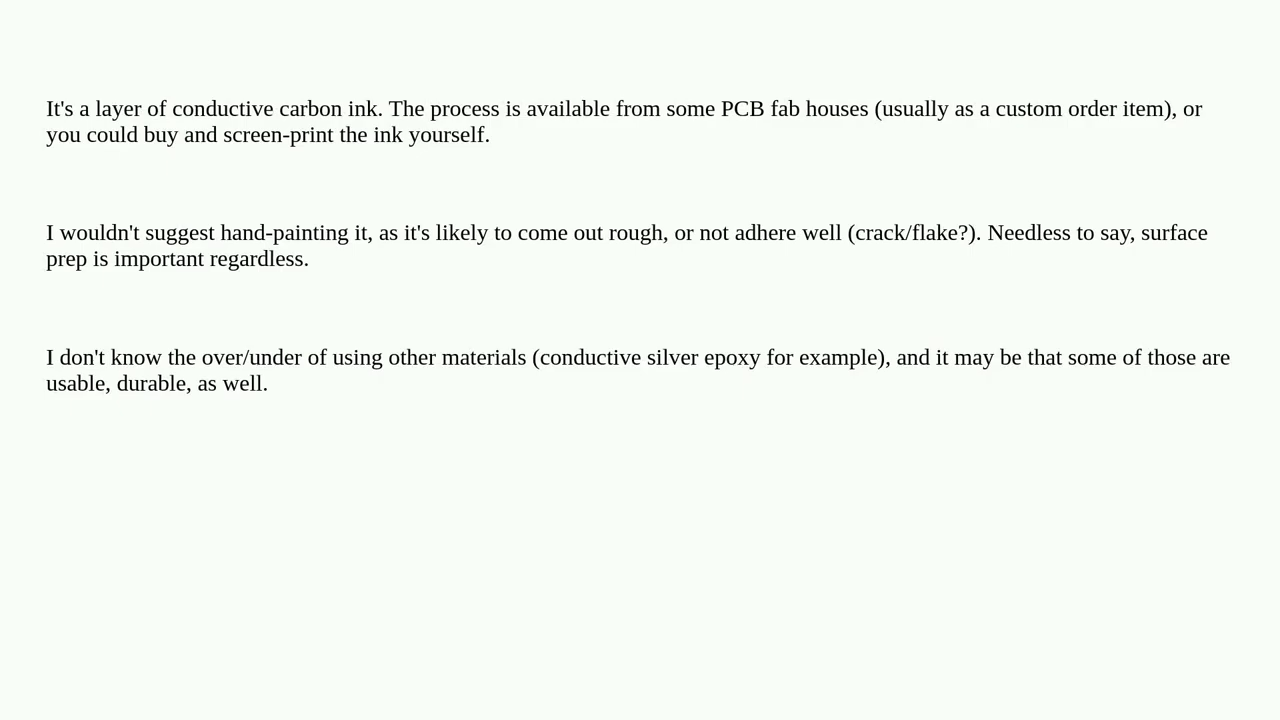 It's a layer of conductive carbon ink. The process is available from some PCB fab houses (usually as a custom order item), or
you could buy and screen-print the ink yourself.
I wouldn't suggest hand-painting it, as it's likely to come out rough, or not adhere well (crack/flake?). Needless to say, surface
prep is important regardless.
I don't know the over/under of using other materials (conductive silver epoxy for example), and it may be that some of those are
usable, durable, as well.